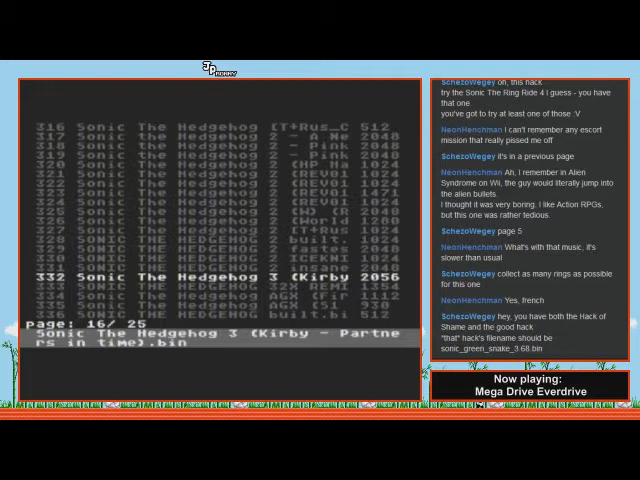 JP
RONNY
316 Sonic The Hedgehog (T+Rus_C 512
317 Sonic the Hedgehog 2 - A Ne 2048
318 Sonic the Hedgehog 2 - Pink 2048
319 Sonic the Hedgehog 2 - Pink 2048
320 Sonic The Hedgehog 2 (HP Ha 1024
321 Sonic The Hedgehog 2 (REV01 1024
322 Sonic The Hedgehog 2 (REV01 1024
323 Sonic The Hedgehog 2 (REV01 1471
324 Sonic The Hedgehog 2 (REV01 1024
325 Sonic The Hedgehog 2 (W) (R 2048
326 Sonic The Hedgehog 2 (World 1280
327 Sonic The Hedgehog 2 [T+Rus 1024
328 SONIC THE HEDGEHOG 2 built. 1024
329 SONIC THE HEDGEHOG 2 fastes 2048
330 SONIC THE HEDGEHOG 2 ICEKNI 1024
331 SONIC THE HEDGEHOG 2 insane 2048
332 Sonic The Hedgehog 3 (Kirby 2056
333 SONIC THE HEDGEHOG 32X REMI 1354
334 SONIC THE HEDGEHOG AGX (Fir 1112
335 SONIC THE HEDGEHOG AGX (S1 930
336 SONIC THE HEDGEHOG built.bi 512
page: 16/ 25
Sonic The Hedgehog 3 (Kirby - Partne
rs in time).bin
SchezoWegey oh, this hack
try the Sonic The Ring Ride 4 I guess - you have
that one
you've got to try at least one of those :V
NeonHenchman I can't remember any escort
mission that really pissed me off
SchezoWegey it's in a previous page
NeonHenchman Ah, I remember in Alien
Syndrome on Wii, the guy would literally jump into
the alien bullets
I thought it was very boring. I like Action RPGs,
but this one was rather tedious.
SchezoWegey page 5
NeonHenchman What's with that music, it's
slower than usual
SchezoWegey collect as many rings as possible
for this one
NeonHenchman Yes, french
SchezoWegey hey, you have both the Hack of
Shame and the good hack
"that" hack's filename should be
sonic_green_snake_3.68.bin
Now playing:
Mega Drive Everdrive